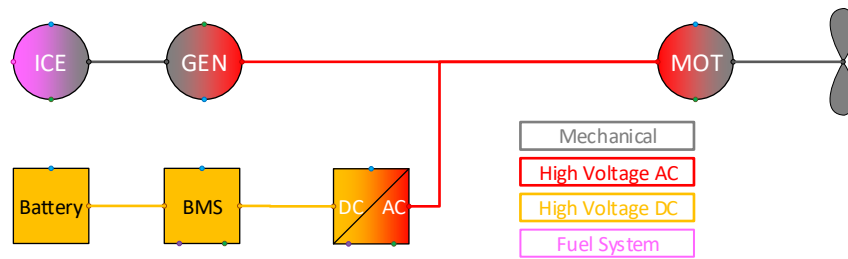 ICE
GEN
MOT
Mechanical
High Voltage AC
Battery
BMS
DC
AC
High Voltage DC
Fuel System